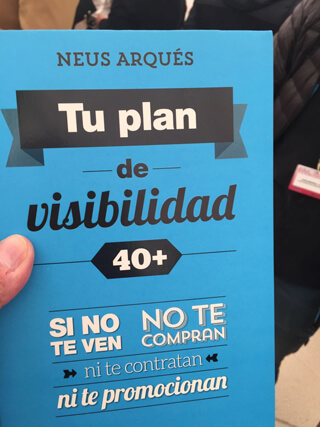 NEUS ARQUÉS
Tu plan
de
visibilidad
40+
SI NO
TE VEN
NO TE
COMPRAN
ni te contratan
ni te promocionan